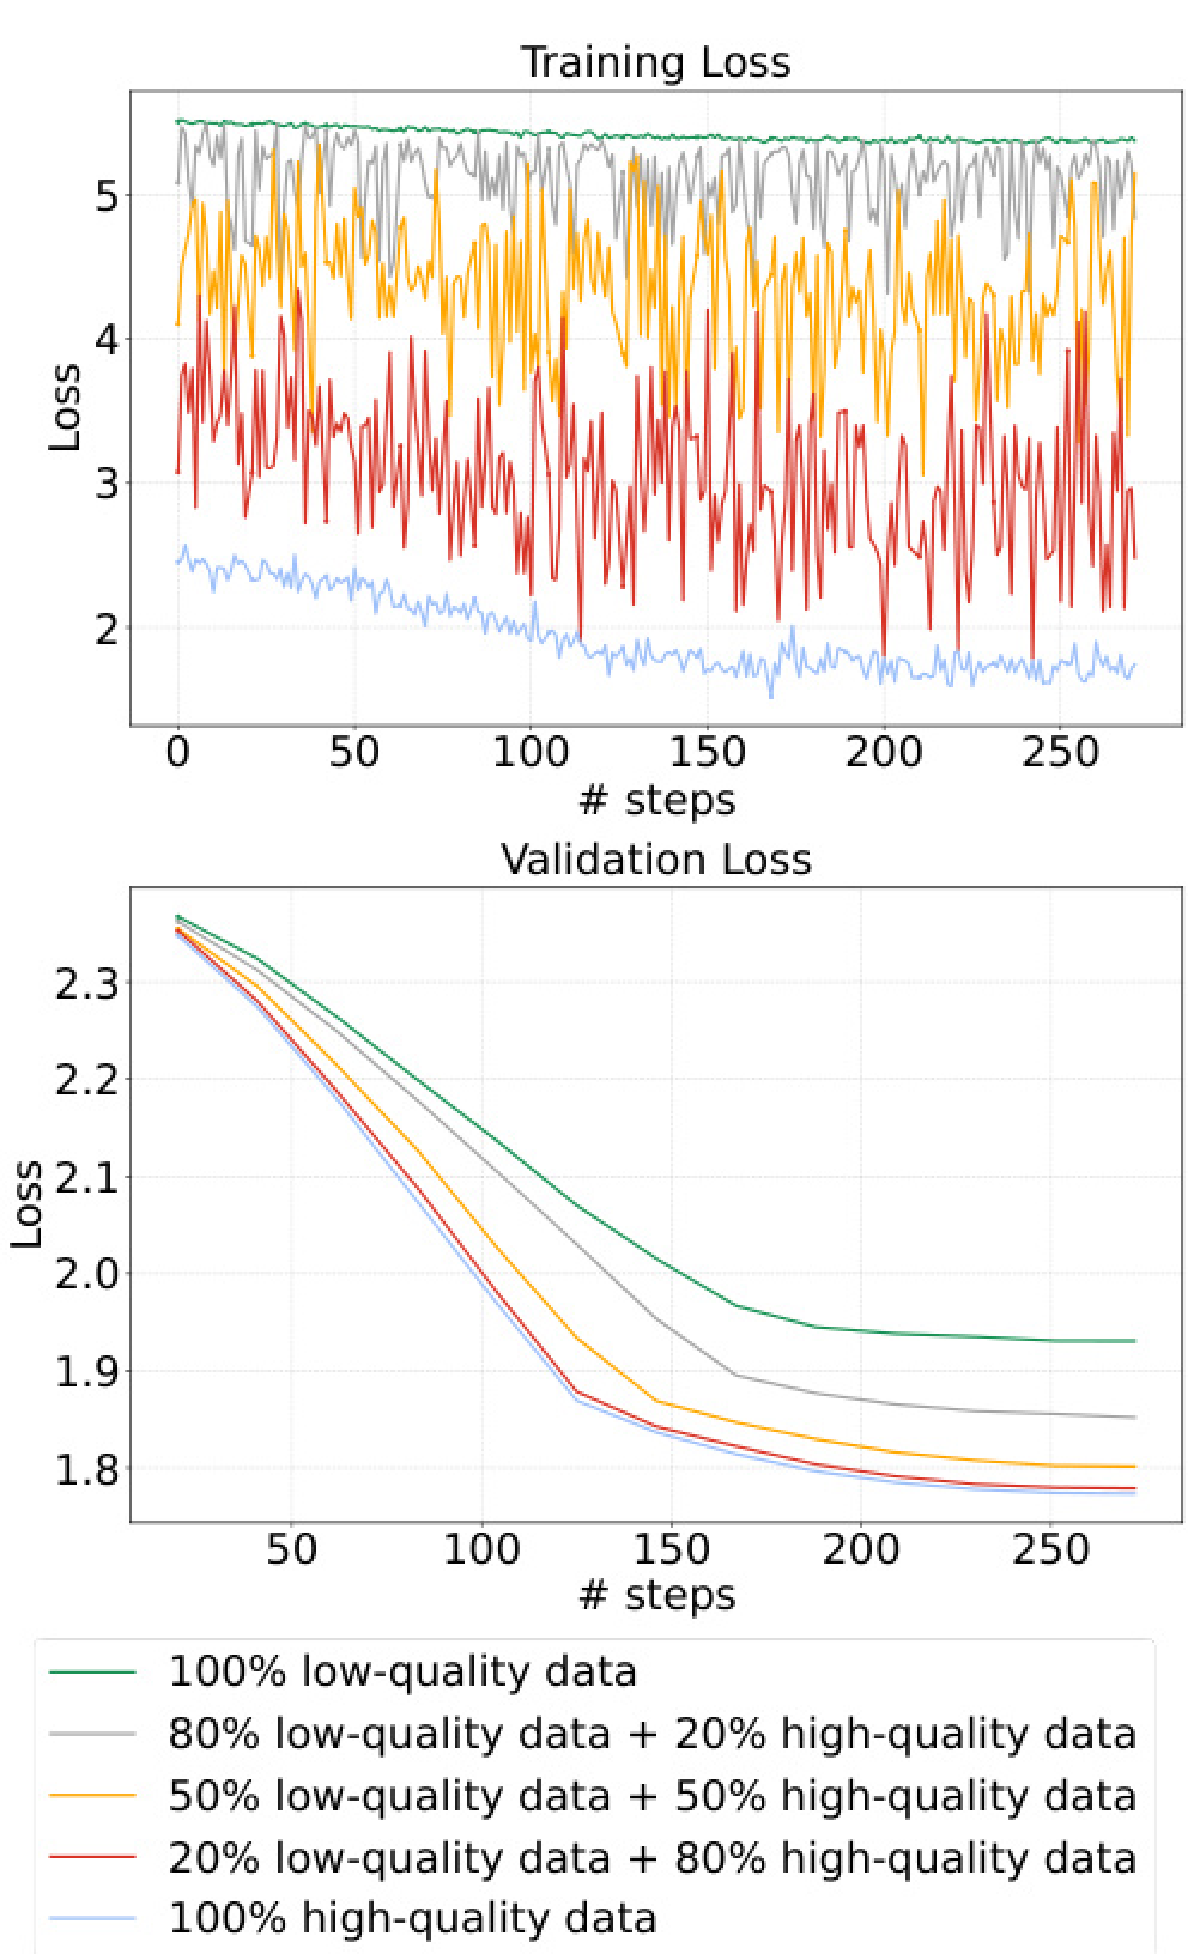 Training Loss
5
4
3
2
Loss
0 50 100 150 200 250
# steps
Validation Loss
2.3
2.2
2.1
2.0
1.9
1.8
Loss
50 100 150 200 250
# steps
100% low-quality data
80% low-quality data + 20% high-quality data
50% low-quality data + 50% high-quality data
20% low-quality data + 80% high-quality data
100% high-quality data